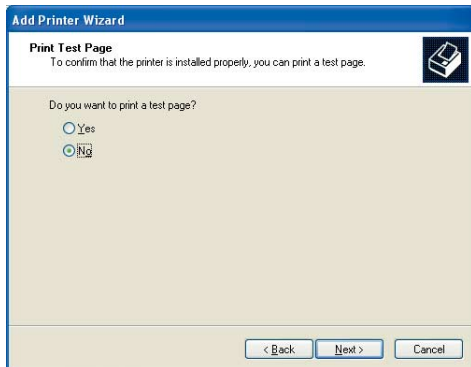 Add Printer Wizard
Print Test Page
To confirm that the printer is installed properly, you can print a test page.
Do you want to print a test page?
Yes
No
< Back Next > Cancel